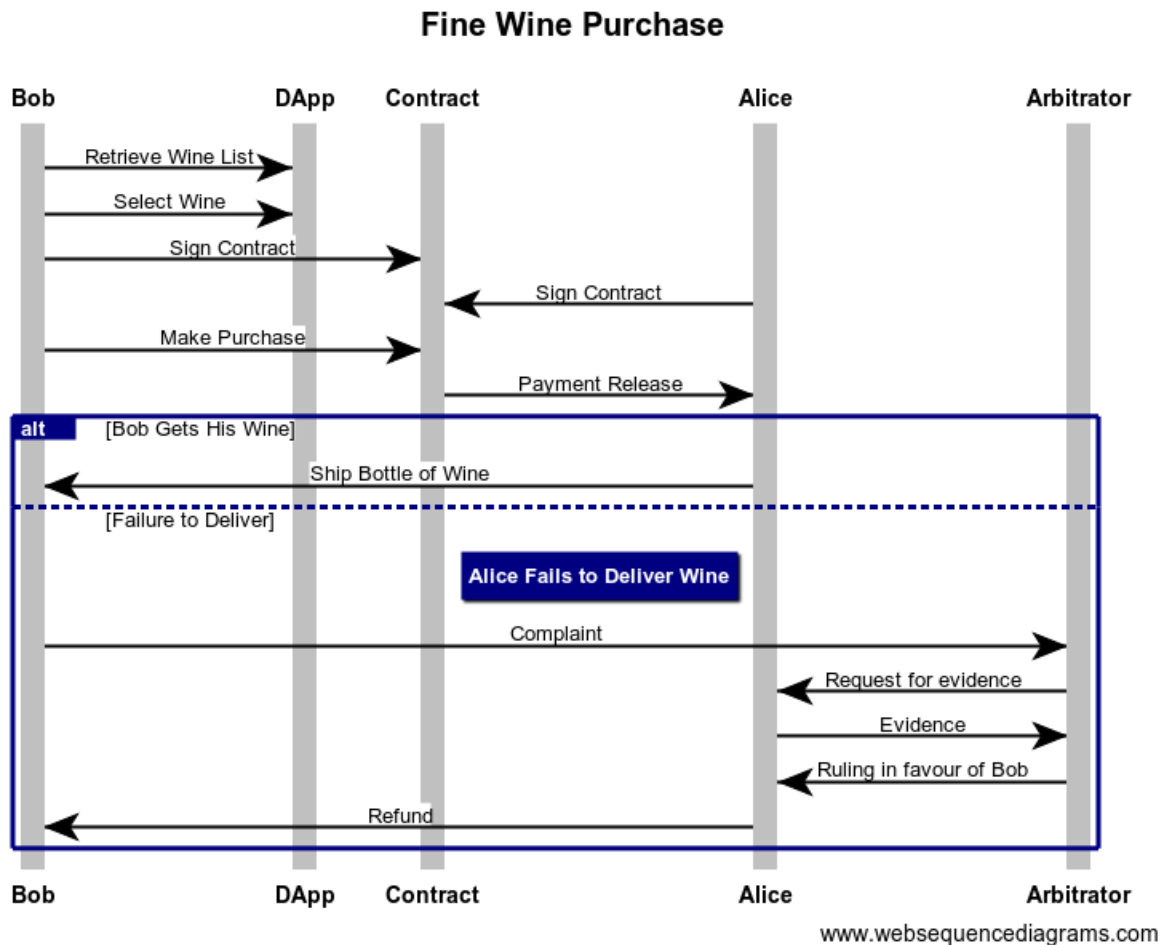 Fine Wine Purchase
Bob DApp Contract Alice Arbitrator
Retrieve Wine List
Select Wine
Sign Contract
Sign Contract
Make Purchase
Payment Release
alt [Bob Gets His Wine]
Ship Bottle of Wine
[Failure to Deliver]
Alice Fails to Deliver Wine
Complaint
Request for evidence
Evidence
Ruling in favour of Bob
Refund
Bob DApp Contract Alice Arbitrator
www.websequencediagrams.com